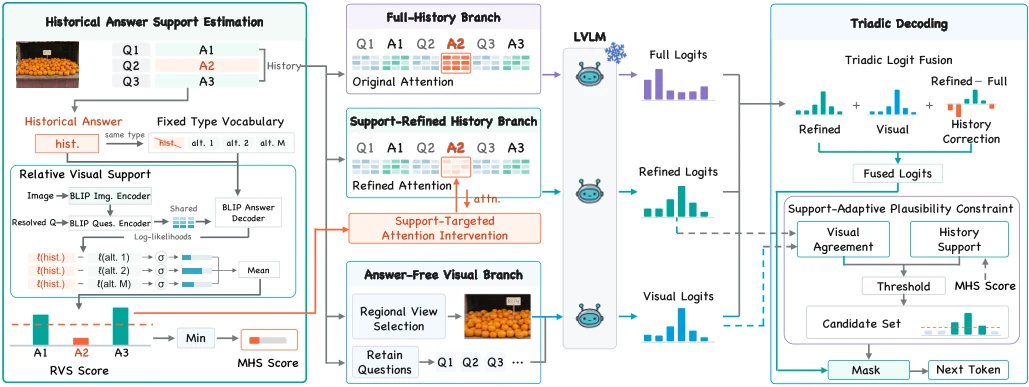 Historical Answer Support Estimation
Q1 A1
Q2 A2
Q3 A3
History
Historical Answer
Fixed Type Vocabulary
hist.
same type
hist. alt. 1 alt. 2 alt. M
Relative Visual Support
Image
BLIP Img. Encoder
Resolved Q
BLIP Ques. Encoder
Shared
BLIP Answer
Decoder
Log-likelihoods
ℓ(hist.) − ℓ(alt. 1) σ
ℓ(hist.) − ℓ(alt. 2) σ
ℓ(hist.) − ℓ(alt. M) σ
Mean
A1 A2 A3
RVS Score
Min
MHS Score
Full-History Branch
Q1 A1 Q2 A2 Q3 A3
Original Attention
Support-Refined History Branch
Q1 A1 Q2 A2 Q3 A3
Refined Attention
attn.
Support-Targeted
Attention Intervention
Answer-Free Visual Branch
Regional View
Selection
Retain
Questions
Q1 Q2 Q3 ...
LVLM
Full Logits
Refined Logits
Visual Logits
Triadic Decoding
Triadic Logit Fusion
Refined − Full
+ +
Refined Visual History
Correction
Fused Logits
Support-Adaptive Plausibility Constraint
Visual
Agreement
History
Support
Threshold
MHS Score
Candidate Set
Mask
Next Token